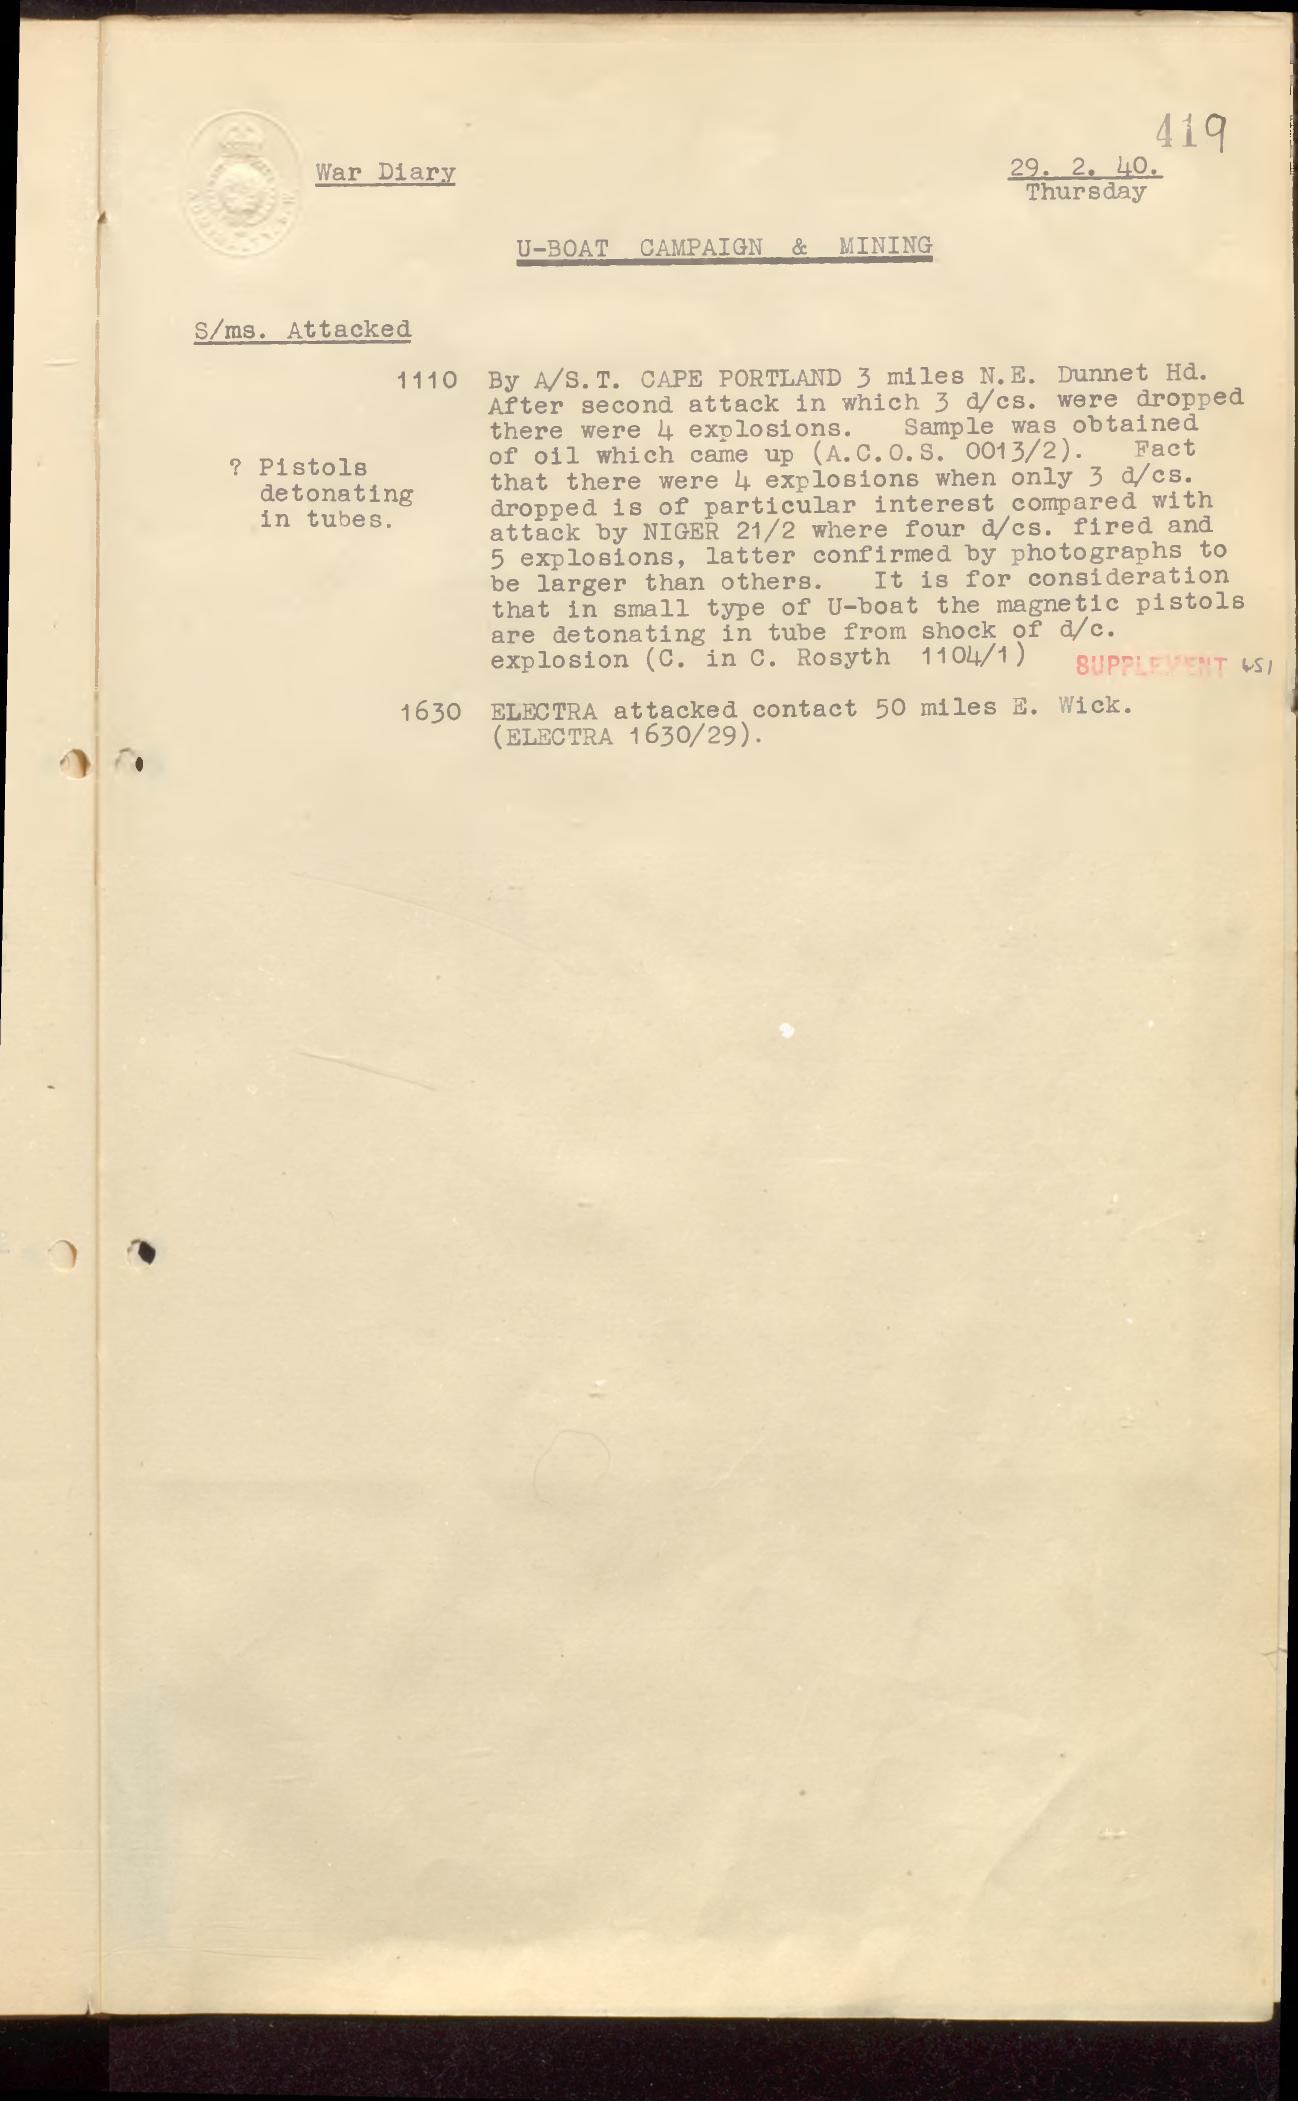 419
War Diary
29. 2. 40.
Thursday
U-BOAT CAMPAIGN & MINING
S/ms. Attacked
1110 By A/S.T. CAPE PORTLAND 3 miles N.E. Dunnet Hd.
After second attack in which 3 d/cs. were dropped
there were 4 explosions. Sample was obtained
of oil which came up (A.C.O.S. 0013/2). Fact
? Pistols
detonating
in tubes.
that there were 4 explosions when only 3 d/cs.
dropped is of particular interest compared with
attack by NIGER 21/2 where four d/cs. fired and
5 explosions, latter confirmed by photographs to
be larger than others. It is for consideration
that in small type of U-boat the magnetic pistols
are detonating in tube from shock of d/c.
explosion (C. in C. Rosyth 1104/1) SUPPLEMENT 451
1630 ELECTRA attacked contact 50 miles E. Wick.
(ELECTRA 1630/29).